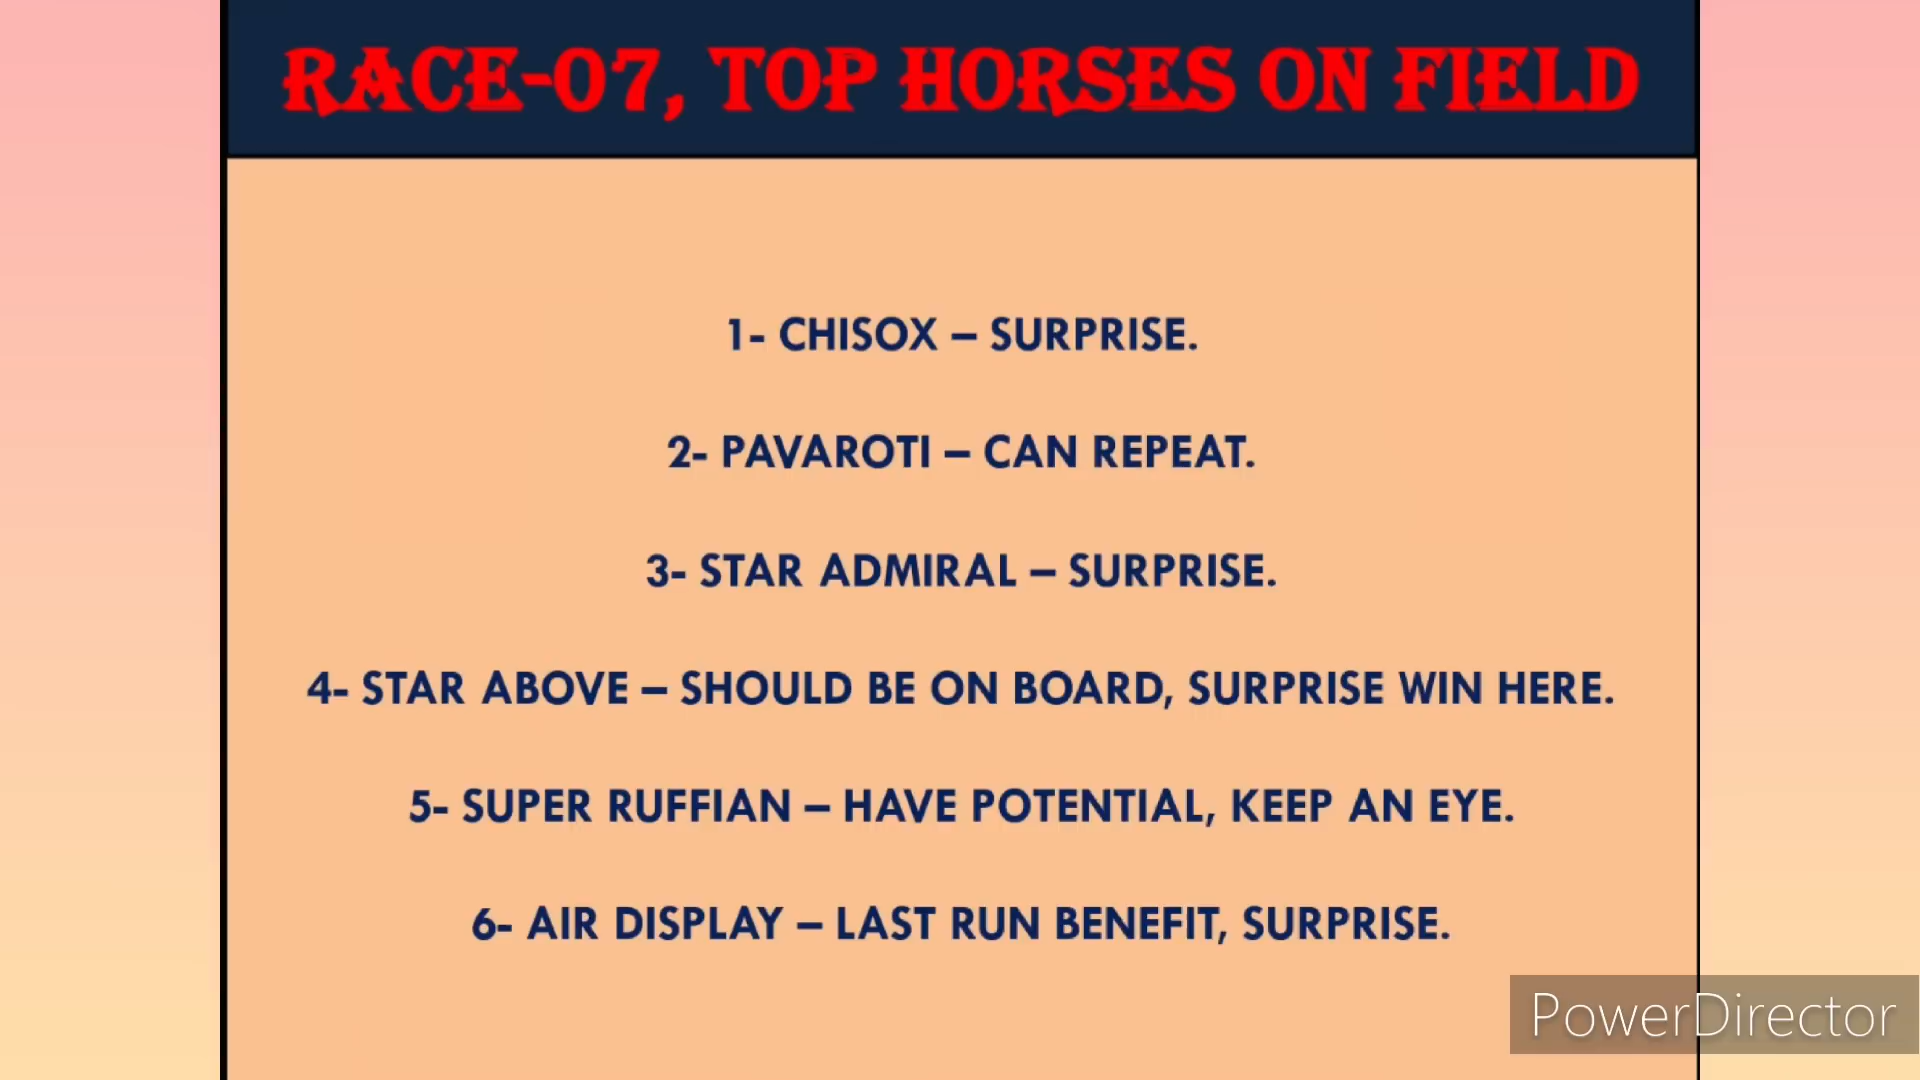 RACE-07, TOP HORSES ON FIELD
1- CHISOX – SURPRISE.
2- PAVAROTI – CAN REPEAT.
3- STAR ADMIRAL – SURPRISE.
4- STAR ABOVE – SHOULD BE ON BOARD, SURPRISE WIN HERE.
5- SUPER RUFFIAN – HAVE POTENTIAL, KEEP AN EYE.
6- AIR DISPLAY – LAST RUN BENEFIT, SURPRISE.
PowerDirector